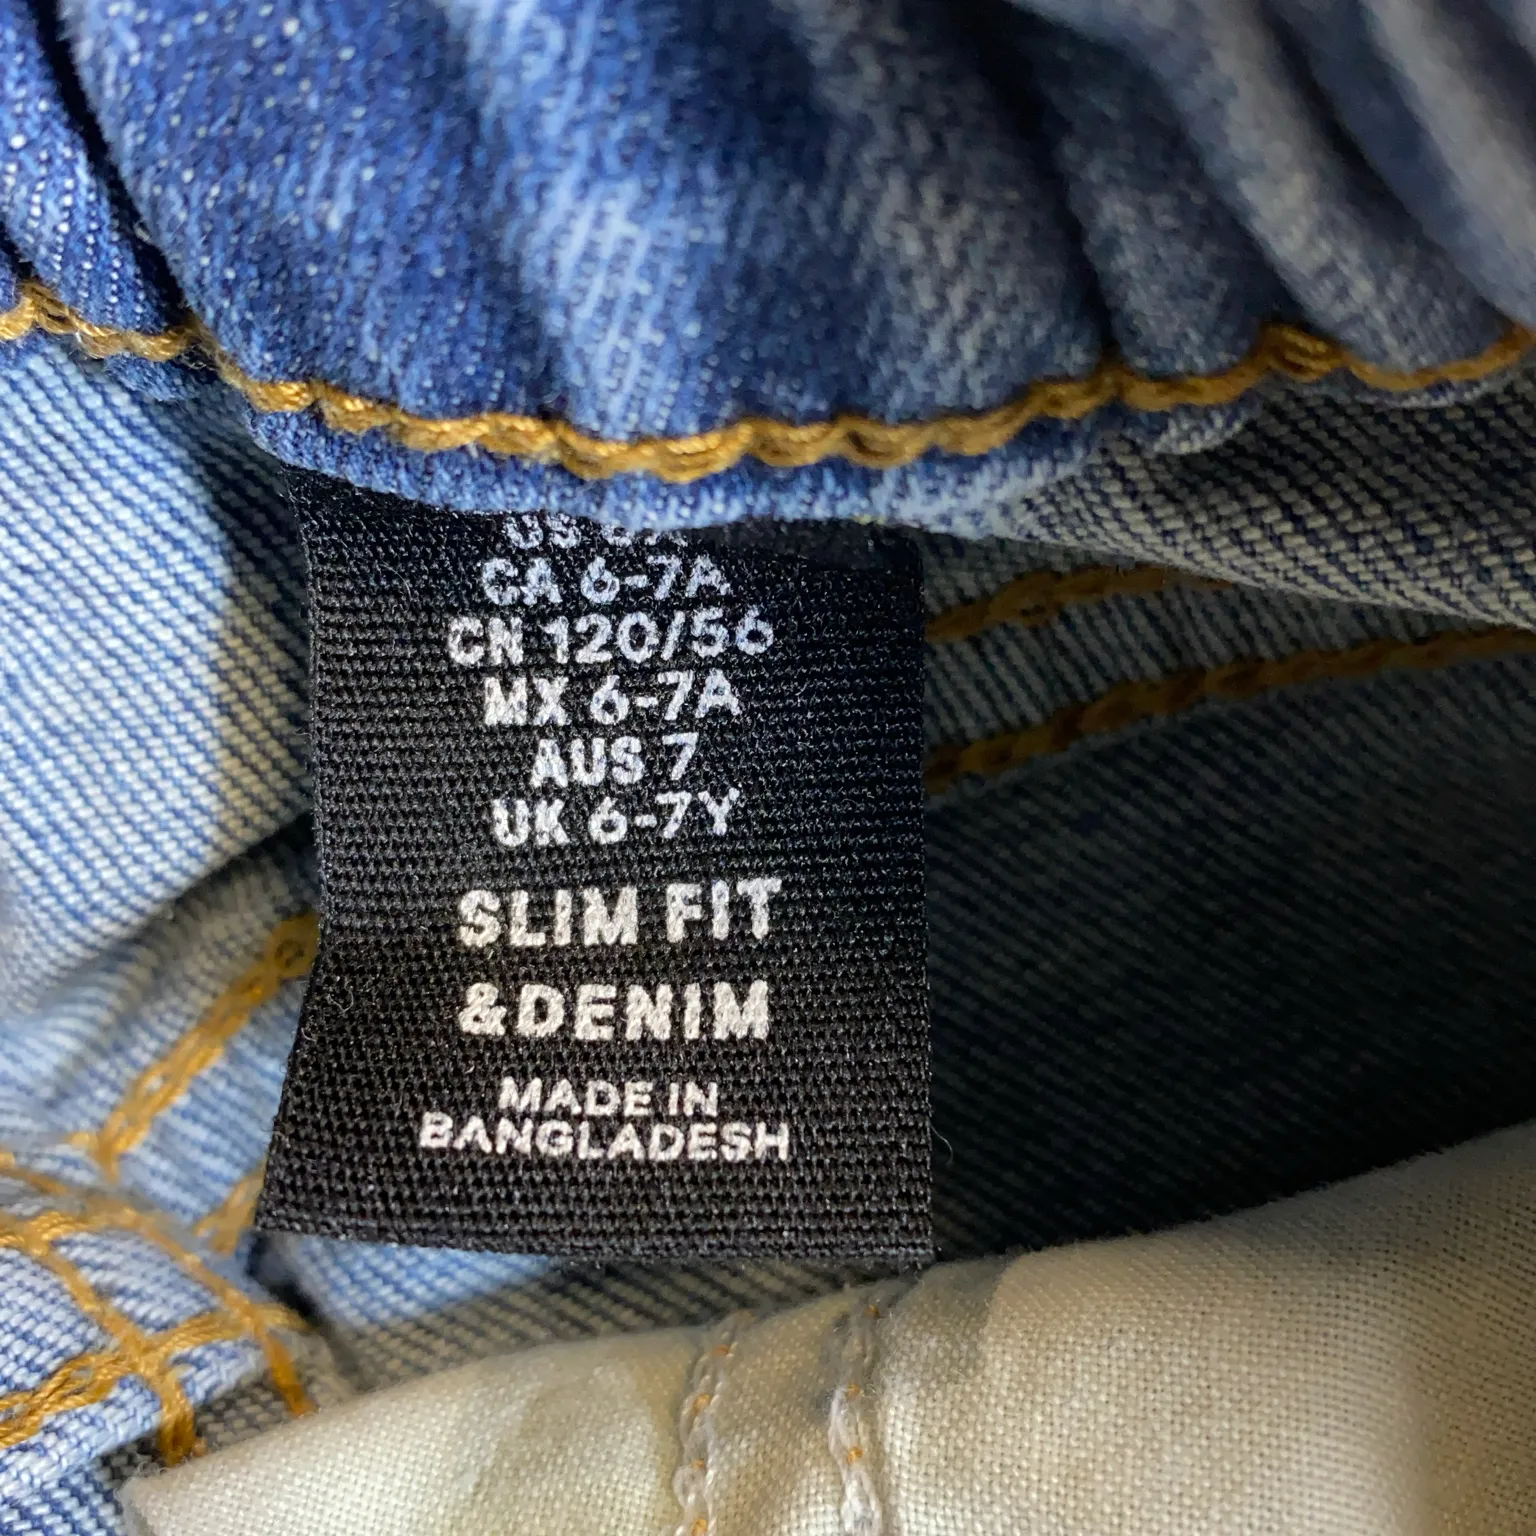 US
CA 6-7A
CN 120/56
MX 6-7A
AUS 7
UK 6-7Y
SLIM FIT
&DENIM
MADE IN
BANGLADESH